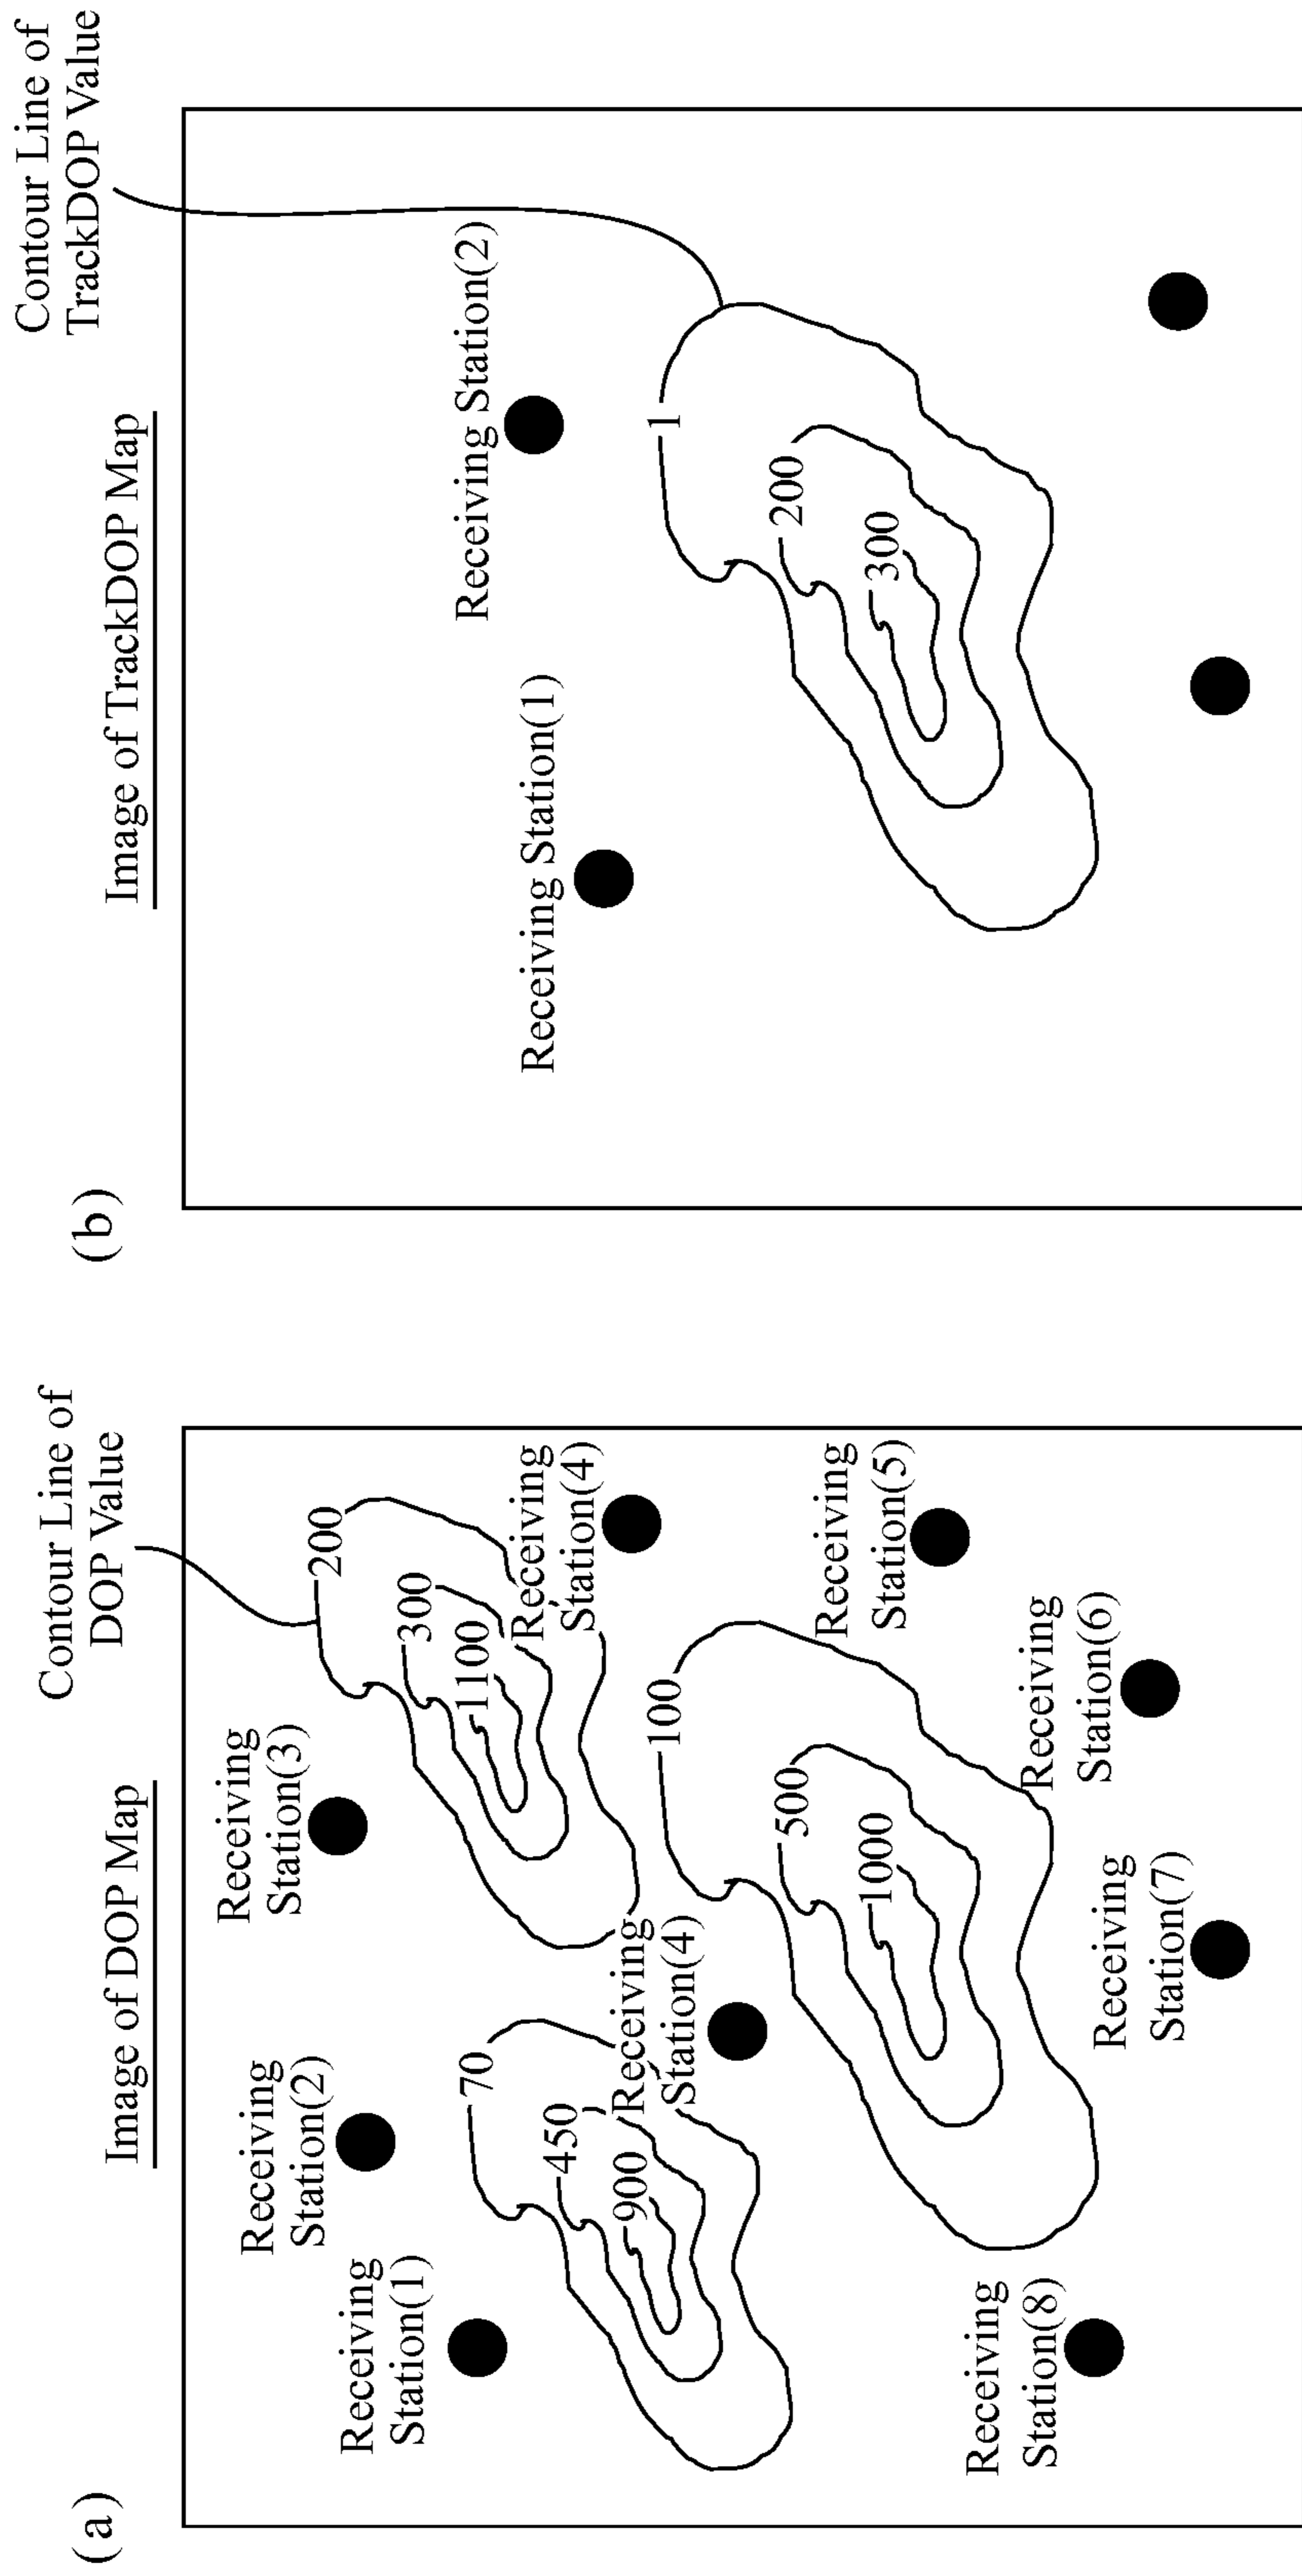 (a)
Image of DOP Map
Contour Line of
DOP Value
Receiving
Station(1)
Receiving
Station(2)
Receiving
Station(3)
200
300
1100
Receiving
Station(4)
70
450
900
Receiving
Station(4)
100
500
1000
Receiving
Station(5)
Receiving
Station(6)
Receiving
Station(7)
Receiving
Station(8)
(b)
Image of TrackDOP Map
Contour Line of
TrackDOP Value
Receiving Station(1)
Receiving Station(2)
1
200
300